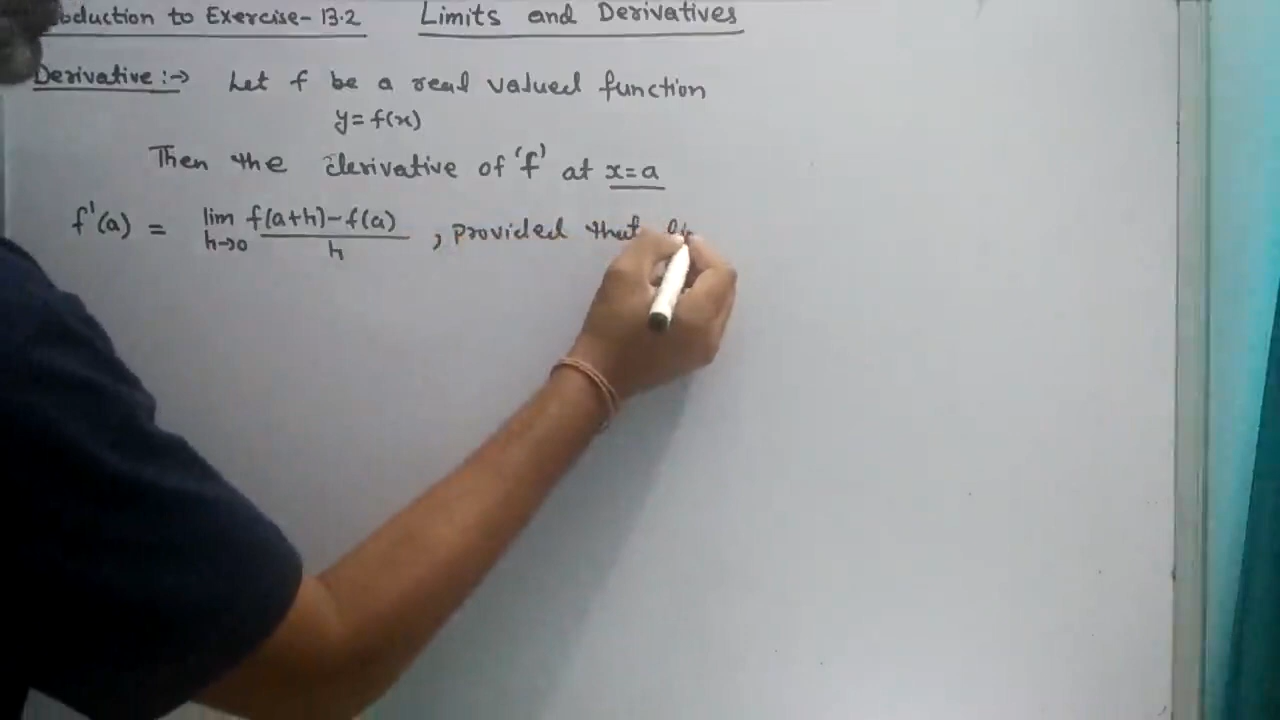 oduction to Exercise-13.2 Limits and Derivatives
Derivative :→ Let f be a real valued function
y = f(x)
Then the derivative of 'f' at x=a
f'(a) = lim h→0 f(a+h)-f(a) / h , provided that